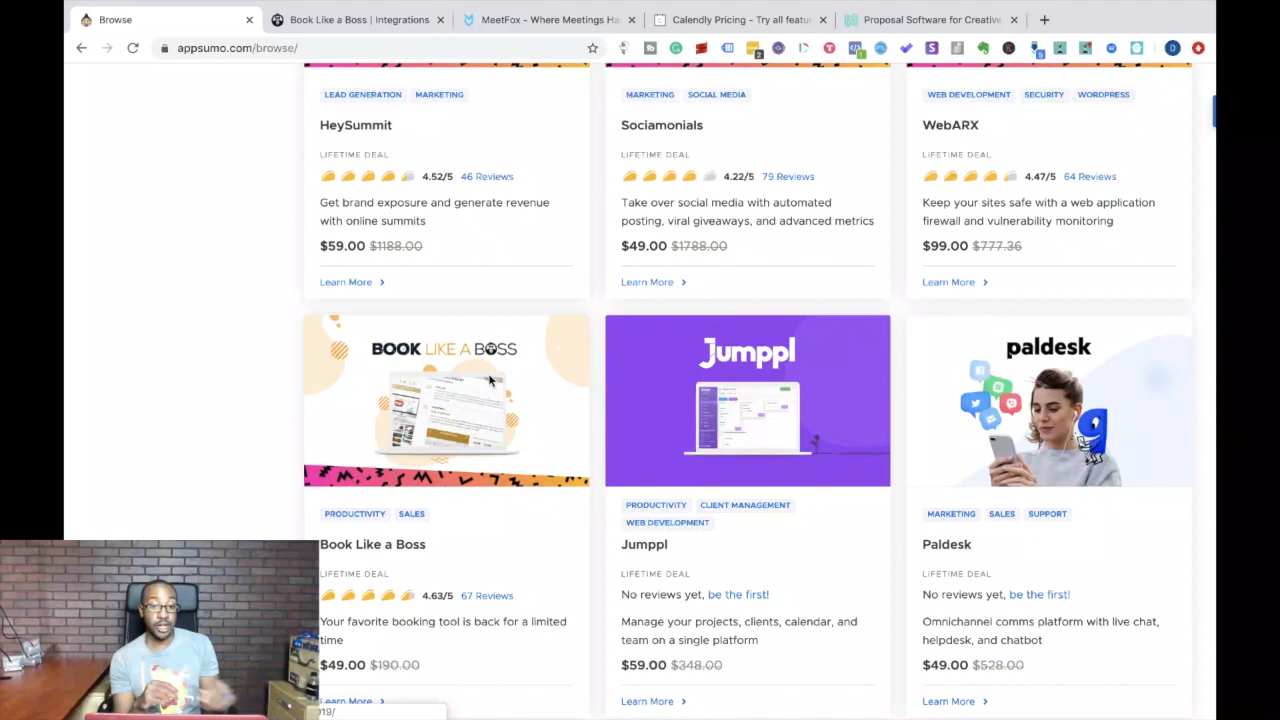 Browse
Book Like a Boss | Integrations
MeetFox - Where Meetings Ha
Calendly Pricing - Try all featu
Proposal Software for Creative
appsumo.com/browse/
LEAD GENERATION MARKETING
HeySummit
LIFETIME DEAL
4.52/5 46 Reviews
Get brand exposure and generate revenue
with online summits
$59.00 $1188.00
Learn More
MARKETING SOCIAL MEDIA
Sociamonials
LIFETIME DEAL
4.22/5 79 Reviews
Take over social media with automated
posting, viral giveaways, and advanced metrics
$49.00 $1788.00
Learn More
WEB DEVELOPMENT SECURITY WORDPRESS
WebARX
LIFETIME DEAL
4.47/5 64 Reviews
Keep your sites safe with a web application
firewall and vulnerability monitoring
$99.00 $777.36
Learn More
BOOK LIKE A BOSS
PRODUCTIVITY SALES
Book Like a Boss
LIFETIME DEAL
4.63/5 67 Reviews
Your favorite booking tool is back for a limited
time
$49.00 $190.00
Learn More
019/
Jumppl
PRODUCTIVITY CLIENT MANAGEMENT
WEB DEVELOPMENT
Jumppl
LIFETIME DEAL
No reviews yet, be the first!
Manage your projects, clients, calendar, and
team on a single platform
$59.00 $348.00
Learn More
paldesk
MARKETING SALES SUPPORT
Paldesk
LIFETIME DEAL
No reviews yet, be the first!
Omnichannel comms platform with live chat,
helpdesk, and chatbot
$49.00 $528.00
Learn More